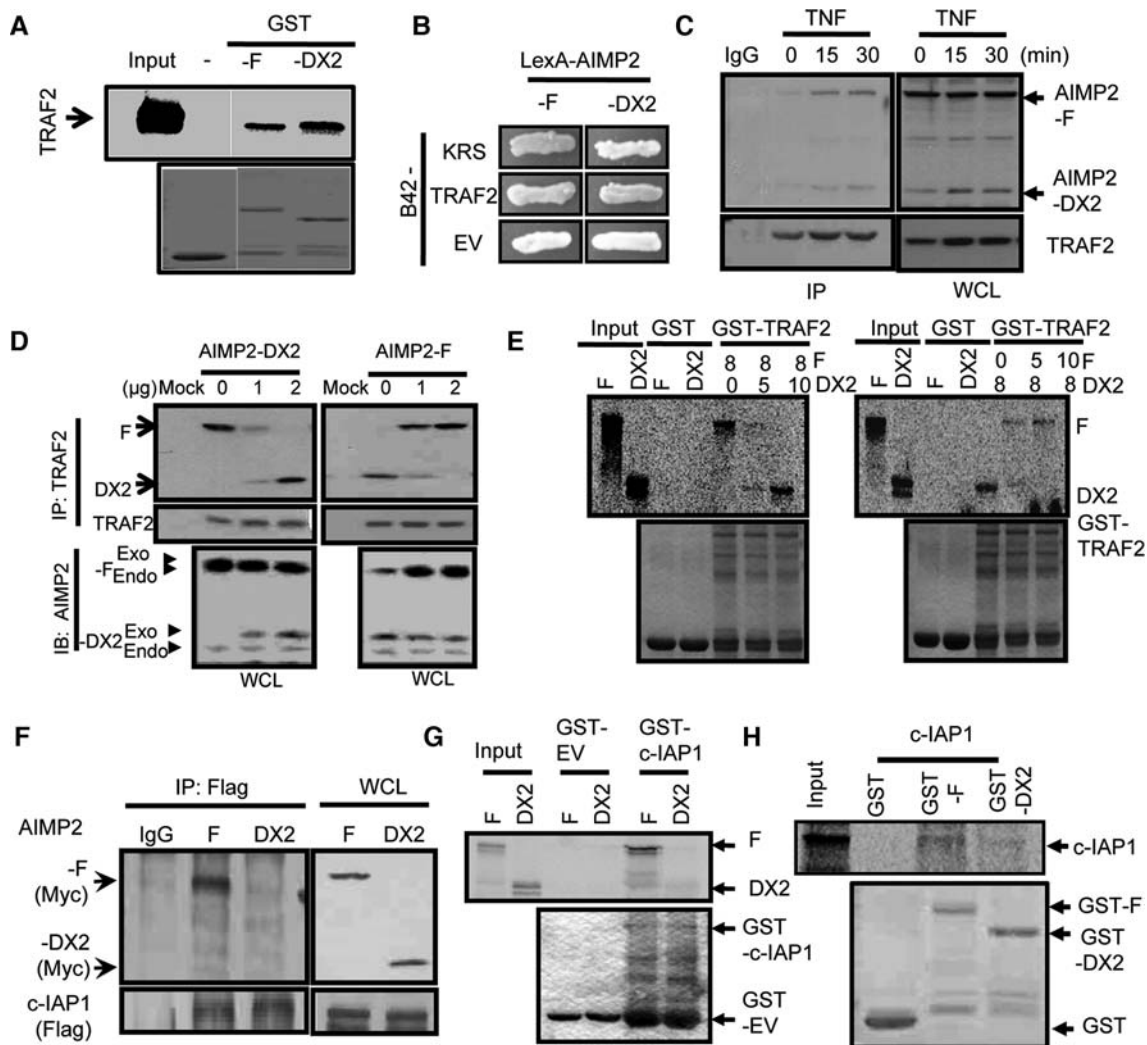 A
GST
Input - -F -DX2
TRAF2
B
LexA-AIMP2
-F -DX2
B42 -
KRS
TRAF2
EV
C
TNF TNF
IgG 0 15 30 0 15 30 (min)
AIMP2
-F
AIMP2
-DX2
TRAF2
IP WCL
D
AIMP2-DX2 AIMP2-F
(µg) Mock 0 1 2 Mock 0 1 2
IP: TRAF2
F
DX2
TRAF2
IB: AIMP2
-F Exo
Endo
-DX2 Exo
Endo
WCL WCL
E
Input GST GST-TRAF2 Input GST GST-TRAF2
F DX2 F DX2 8 8 8 F F DX2 F DX2 0 5 10 F
0 5 10 DX2 8 8 8 DX2
F
DX2
GST-
TRAF2
F
IP: Flag WCL
AIMP2 IgG F DX2 F DX2
-F
(Myc)
-DX2
(Myc)
c-IAP1
(Flag)
G
Input GST-
EV GST-
c-IAP1
F DX2 F DX2 F DX2
F
DX2
GST
-c-IAP1
GST
-EV
H
c-IAP1
Input GST GST
-F GST
-DX2
c-IAP1
GST-F
GST
-DX2
GST